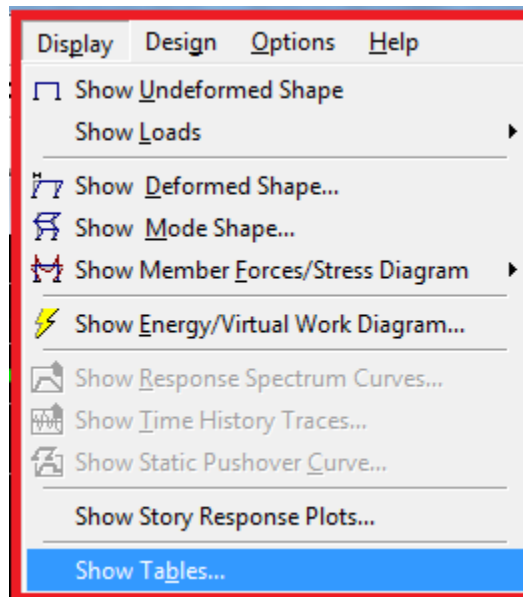 Display Design Options Help
Show Undeformed Shape
Show Loads
Show Deformed Shape...
Show Mode Shape...
Show Member Forces/Stress Diagram
Show Energy/Virtual Work Diagram...
Show Response Spectrum Curves...
Show Time History Traces...
Show Static Pushover Curve...
Show Story Response Plots...
Show Tables...